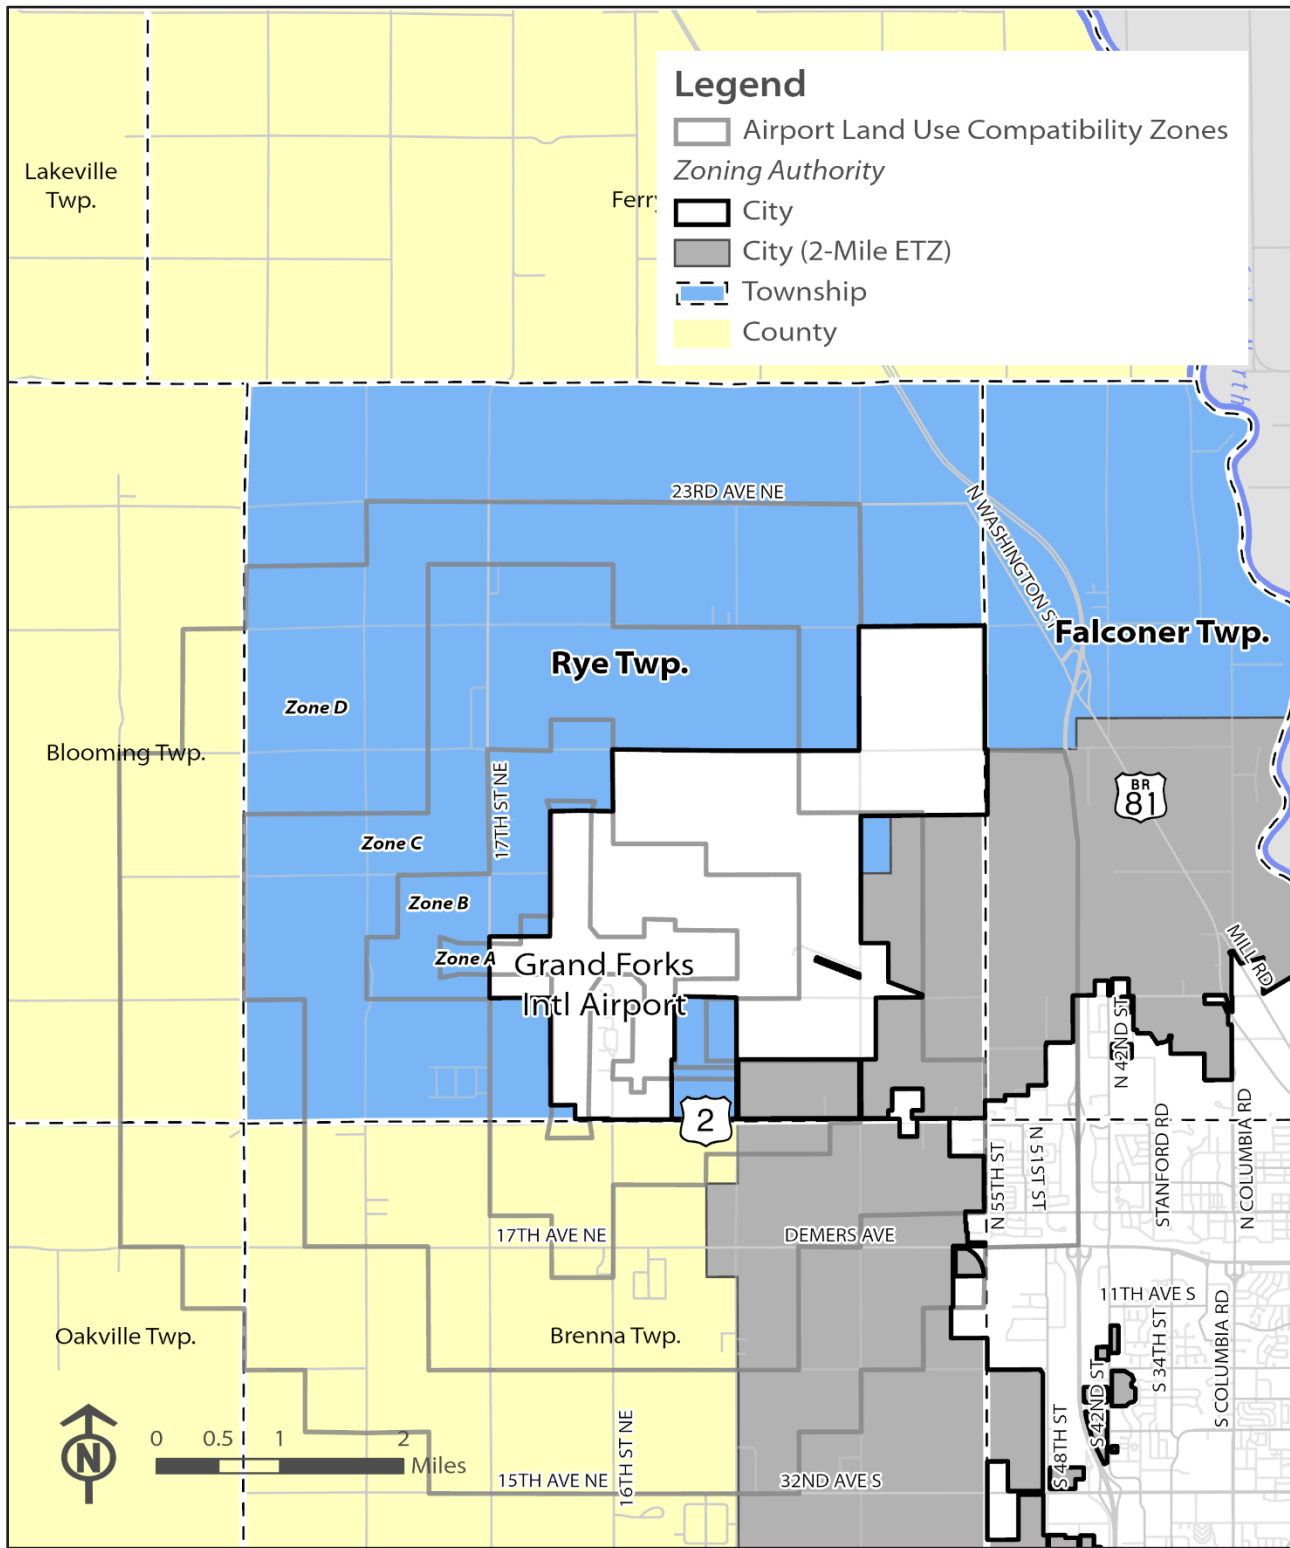 Legend
Airport Land Use Compatibility Zones
Zoning Authority
City
City (2-Mile ETZ)
Township
County
Lakeville
Twp.
Ferry
rth
23RD AVE NE
N WASHINGTON ST
Falconer Twp.
Rye Twp.
Zone D
Blooming Twp.
17TH ST NE
BR
81
Zone C
Zone B
Zone A
Grand Forks
Intl Airport
MILL RD
N 42ND ST
2
N 55TH ST
N 51ST ST
STANFORD RD
N COLUMBIA RD
17TH AVE NE
DEMERS AVE
11TH AVE S
Oakville Twp.
Brenna Twp.
S 34TH ST
S COLUMBIA RD
S 42ND ST
S 48TH ST
N
0 0.5 1 2
Miles
16TH ST NE
15TH AVE NE
32ND AVE S